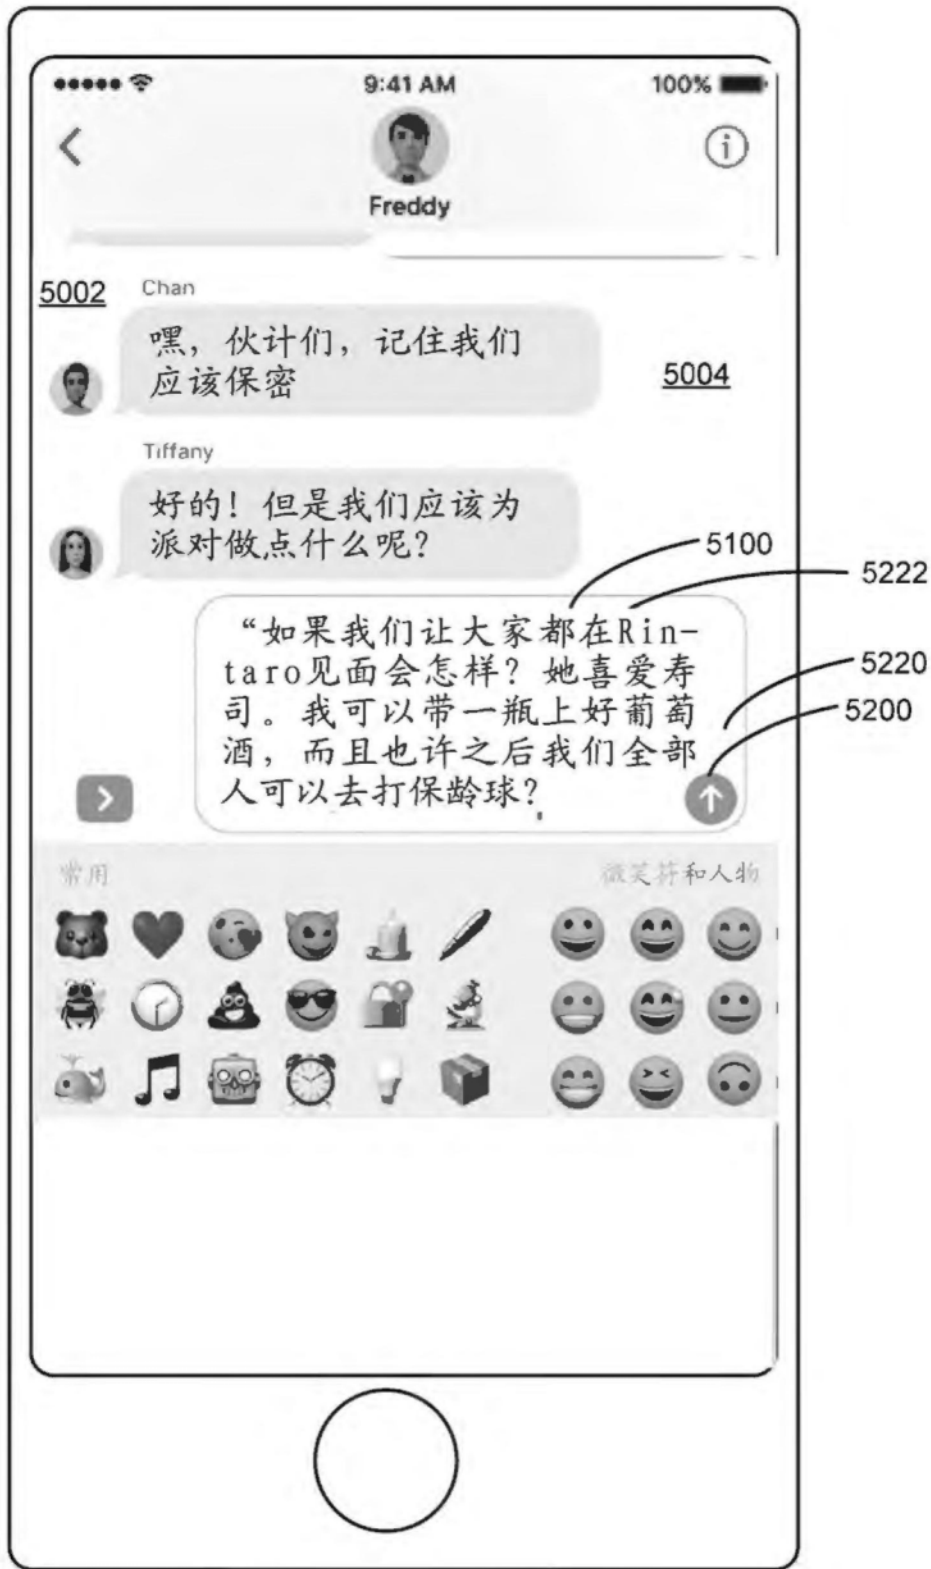 9:41 AM
100%
Freddy
5002
Chan
嘿，伙计们，记住我们
应该保密
5004
Tiffany
好的！但是我们应该为
派对做点什么呢？
5100
5222
“如果我们让大家都在Rin-
taro见面会怎样？她喜爱寿
司。我可以带一瓶上好葡萄
酒，而且也许之后我们全部
人可以去打保龄球？
5220
5200
常用
微笑符和人物